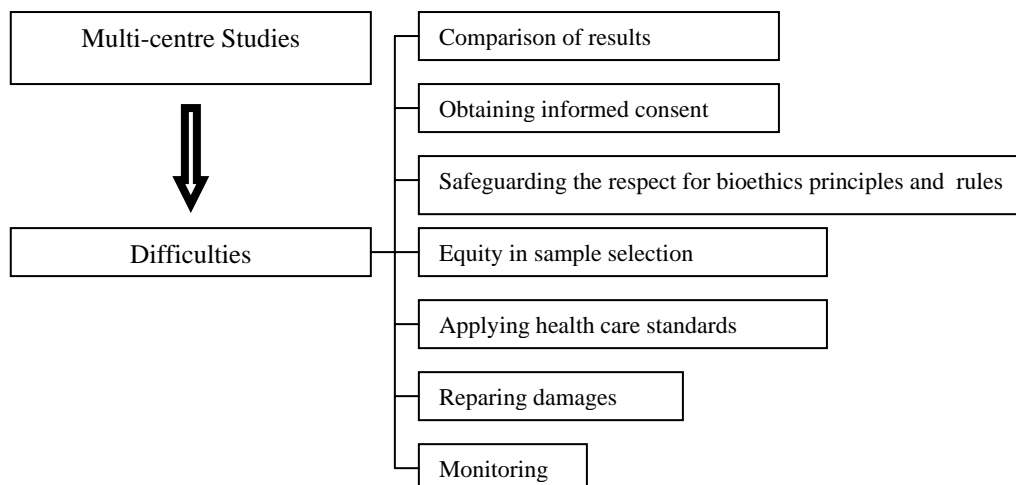 Multi-centre Studies
Comparison of results
Obtaining informed consent
Safeguarding the respect for bioethics principles and rules
Difficulties
Equity in sample selection
Applying health care standards
Reparing damages
Monitoring